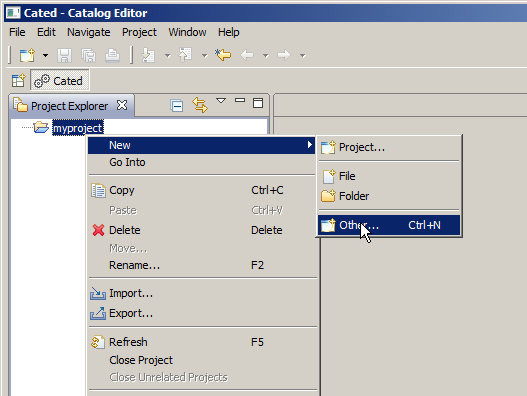 Cated - Catalog Editor
File Edit Navigate Project Window Help
Cated
Project Explorer
myproject
New
Go Into
Copy Ctrl+C
Paste Ctrl+V
Delete Delete
Move...
Rename... F2
Import...
Export...
Refresh F5
Close Project
Close Unrelated Projects
Project...
File
Folder
Other... Ctrl+N